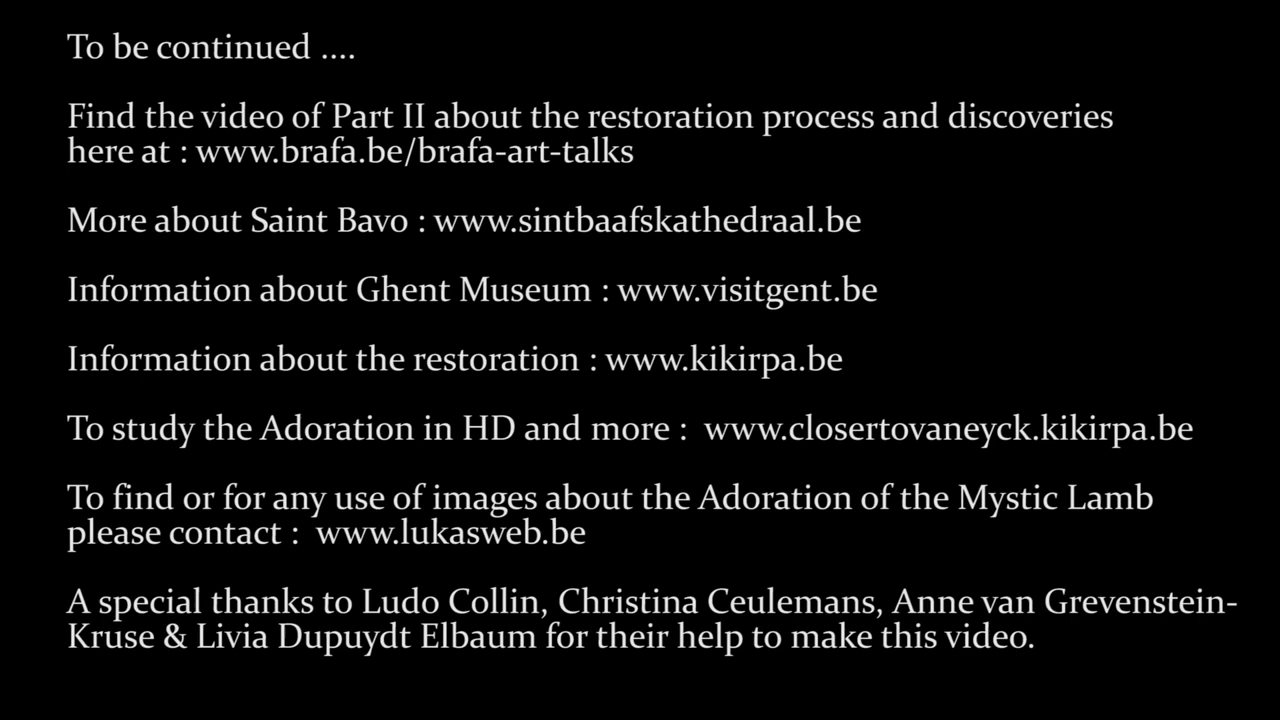 To be continued ....
Find the video of Part II about the restoration process and discoveries
here at : www.brafa.be/brafa-art-talks
More about Saint Bavo : www.sintbaafskathedraal.be
Information about Ghent Museum : www.visitgent.be
Information about the restoration : www.kikirpa.be
To study the Adoration in HD and more :  www.closertovaneyck.kikirpa.be
To find or for any use of images about the Adoration of the Mystic Lamb
please contact :  www.lukasweb.be
A special thanks to Ludo Collin, Christina Ceulemans, Anne van Grevenstein-
Kruse & Livia Dupuydt Elbaum for their help to make this video.